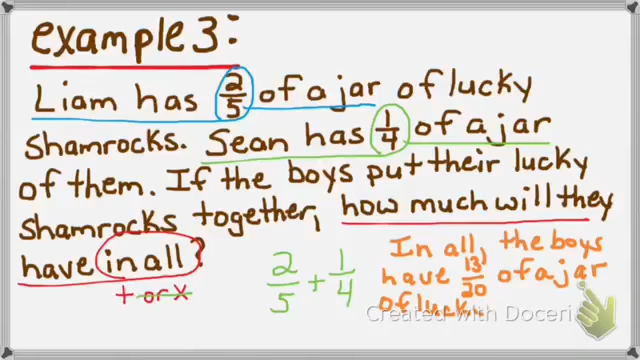 example 3:
Liam has 2/5 of a jar of lucky
shamrocks. Sean has 1/4 of a jar
of them. If the boys put their lucky
shamrocks together, how much will they
have in all?
+ or x
2/5 + 1/4
In all, the boys
have 13/20 of a jar
of luck
Created with Doceri